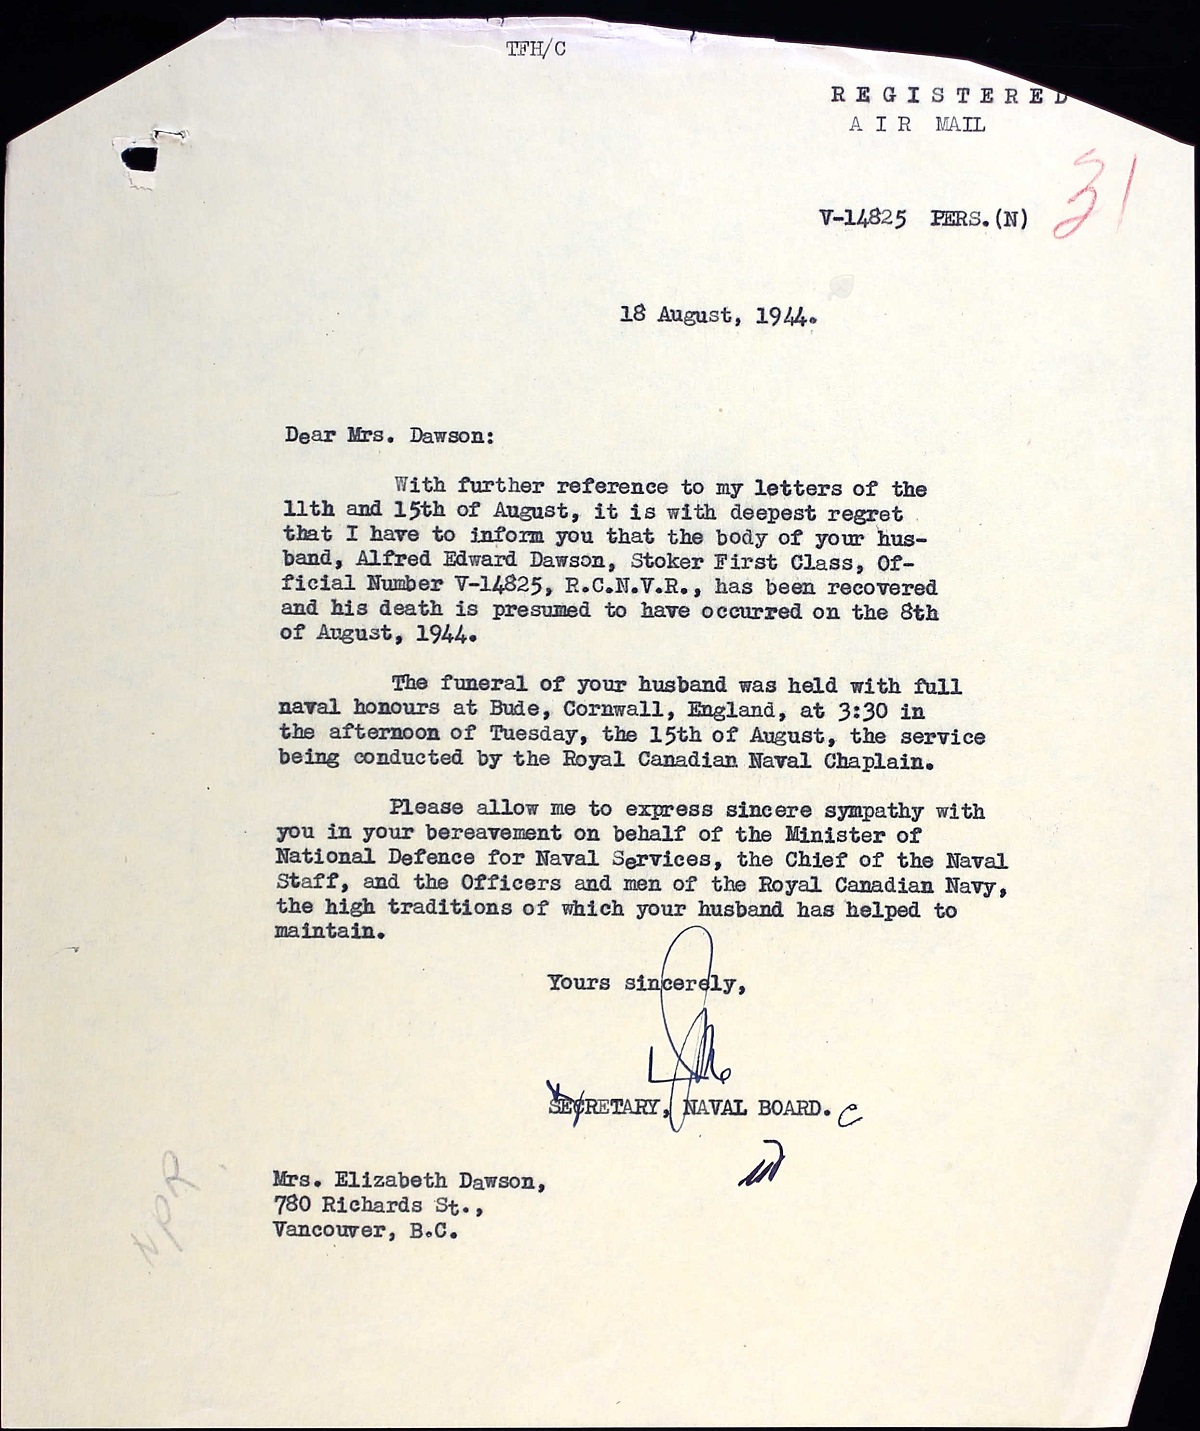 TFH/C
REGISTERED
AIR MAIL
31
V-14825 PERS.(N)
18 August, 1944.
Dear Mrs. Dawson:
With further reference to my letters of the
11th and 15th of August, it is with deepest regret
that I have to inform you that the body of your hus-
band, Alfred Edward Dawson, Stoker First Class, Of-
ficial Number V-14825, R.C.N.V.R., has been recovered
and his death is presumed to have occurred on the 8th
of August, 1944.
The funeral of your husband was held with full
naval honours at Bude, Cornwall, England, at 3:30 in
the afternoon of Tuesday, the 15th of August, the service
being conducted by the Royal Canadian Naval Chaplain.
Please allow me to express sincere sympathy with
you in your bereavement on behalf of the Minister of
National Defence for Naval Services, the Chief of the Naval
Staff, and the Officers and men of the Royal Canadian Navy,
the high traditions of which your husband has helped to
maintain.
Yours sincerely,
SECRETARY, NAVAL BOARD.
Mrs. Elizabeth Dawson,
780 Richards St.,
Vancouver, B.C.
NPR